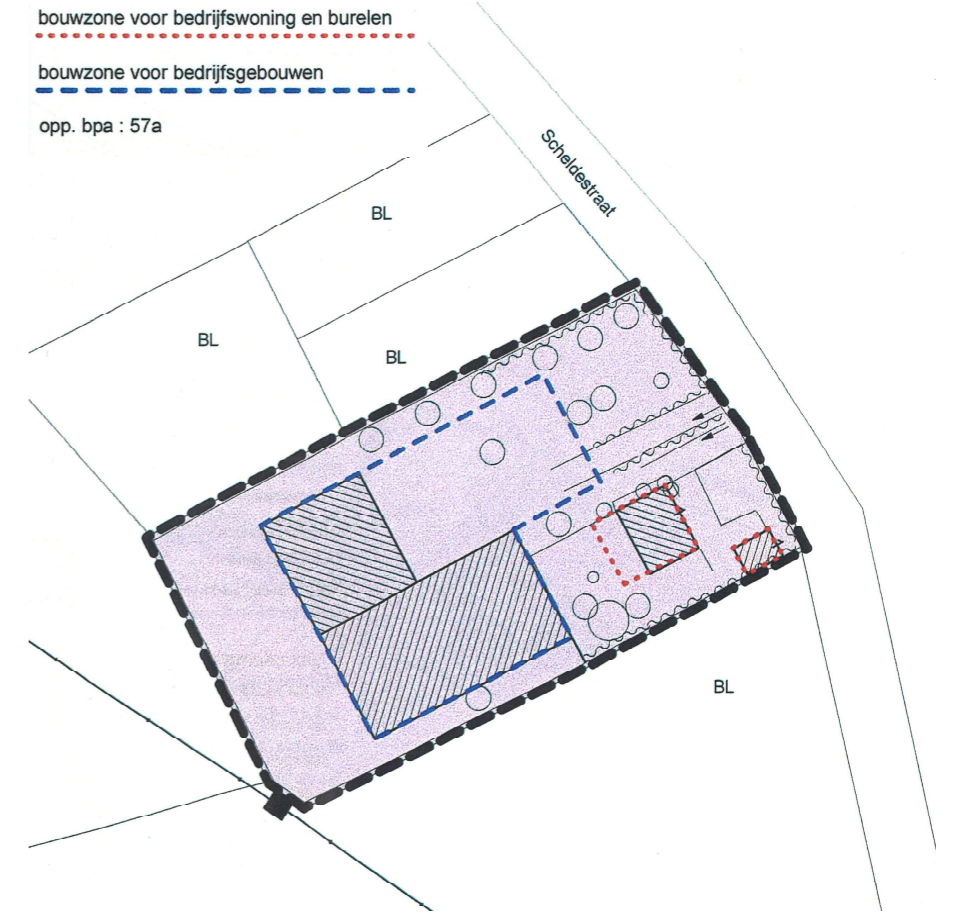 bouwzone voor bedrijfswoning en burelen
bouwzone voor bedrijfsgebouwen
opp. bpa : 57a
Scheldestraat
BL
BL
BL
BL